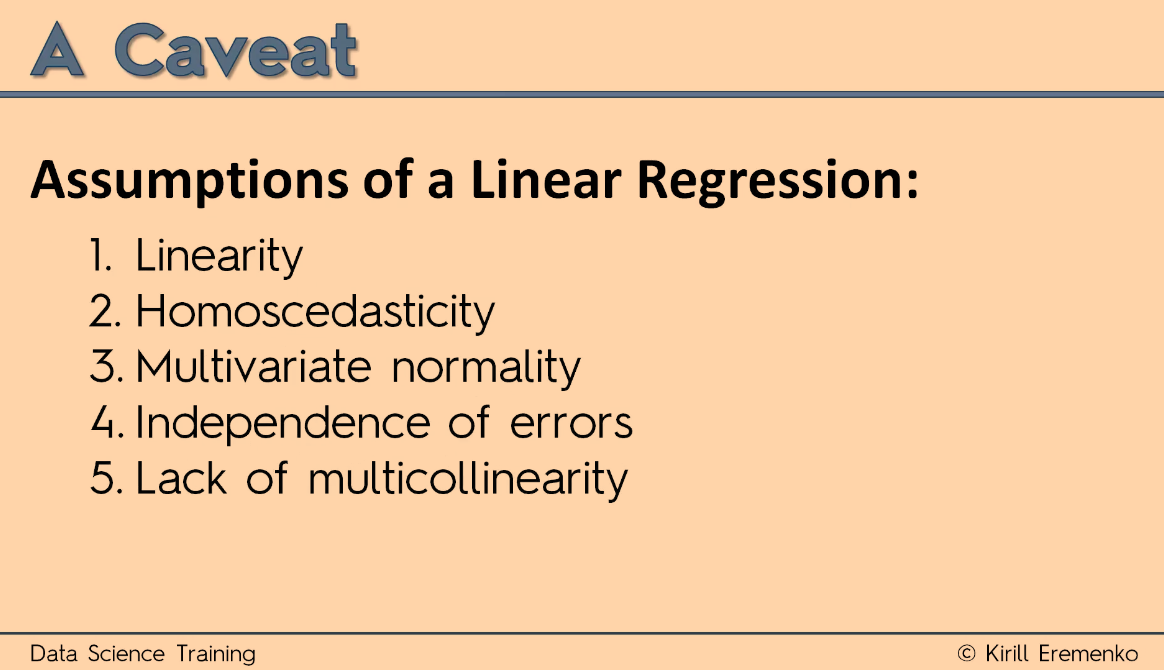 A Caveat
Assumptions of a Linear Regression:
1. Linearity
2. Homoscedasticity
3. Multivariate normality
4. Independence of errors
5. Lack of multicollinearity
Data Science Training
© Kirill Eremenko